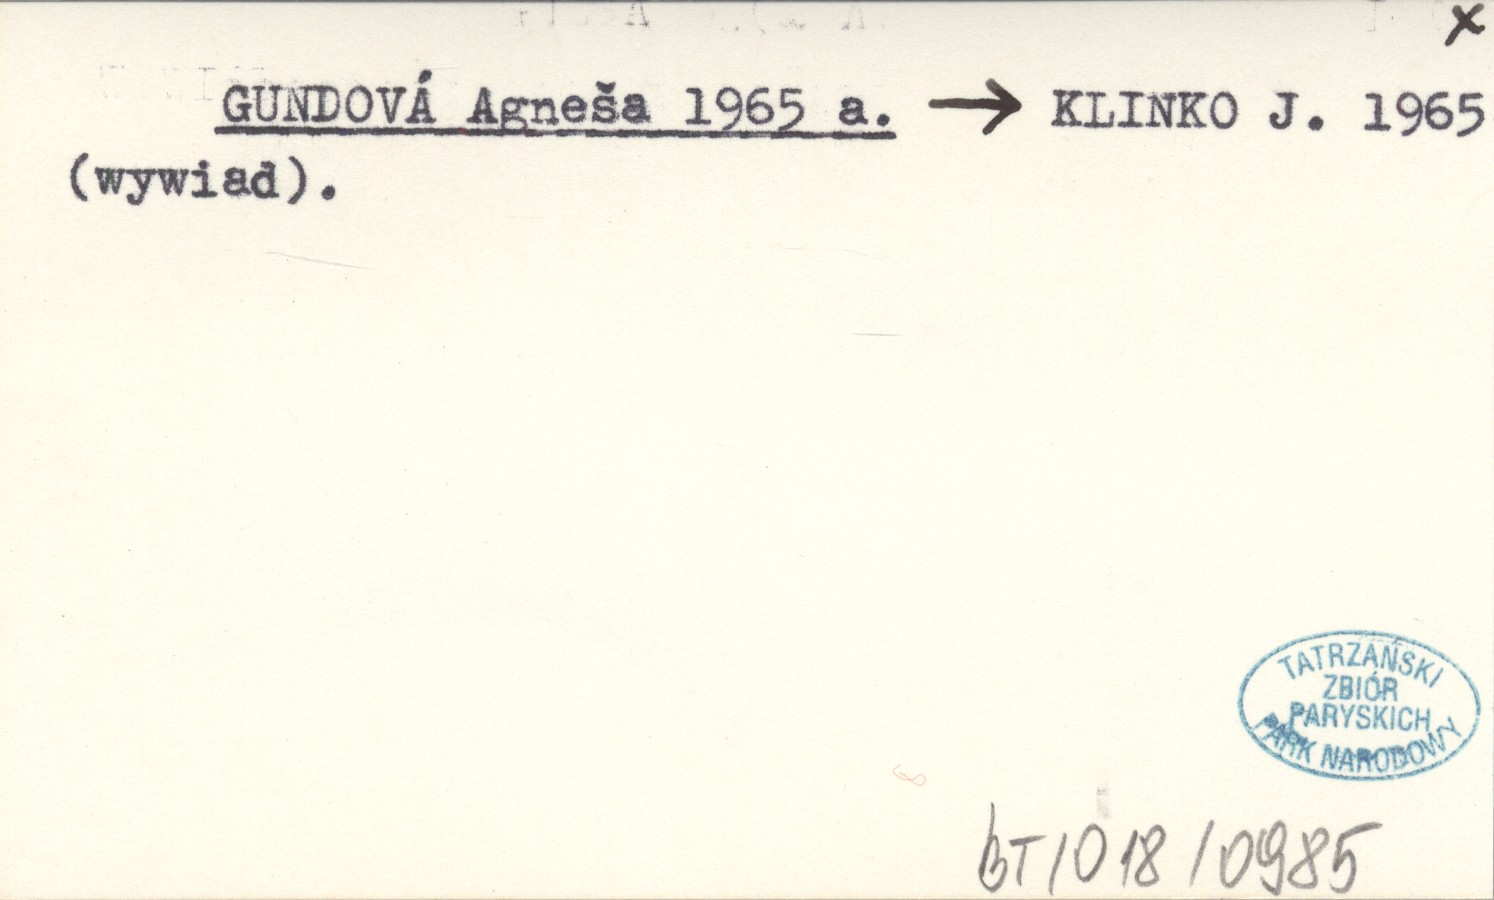 x
GUNDOVÁ Agneša 1965 a. → KLINKO J. 1965
(wywiad).
TATRZAŃSKI
ZBIÓR
PARYSKICH
PARK NARODOWY
BT/018/0985